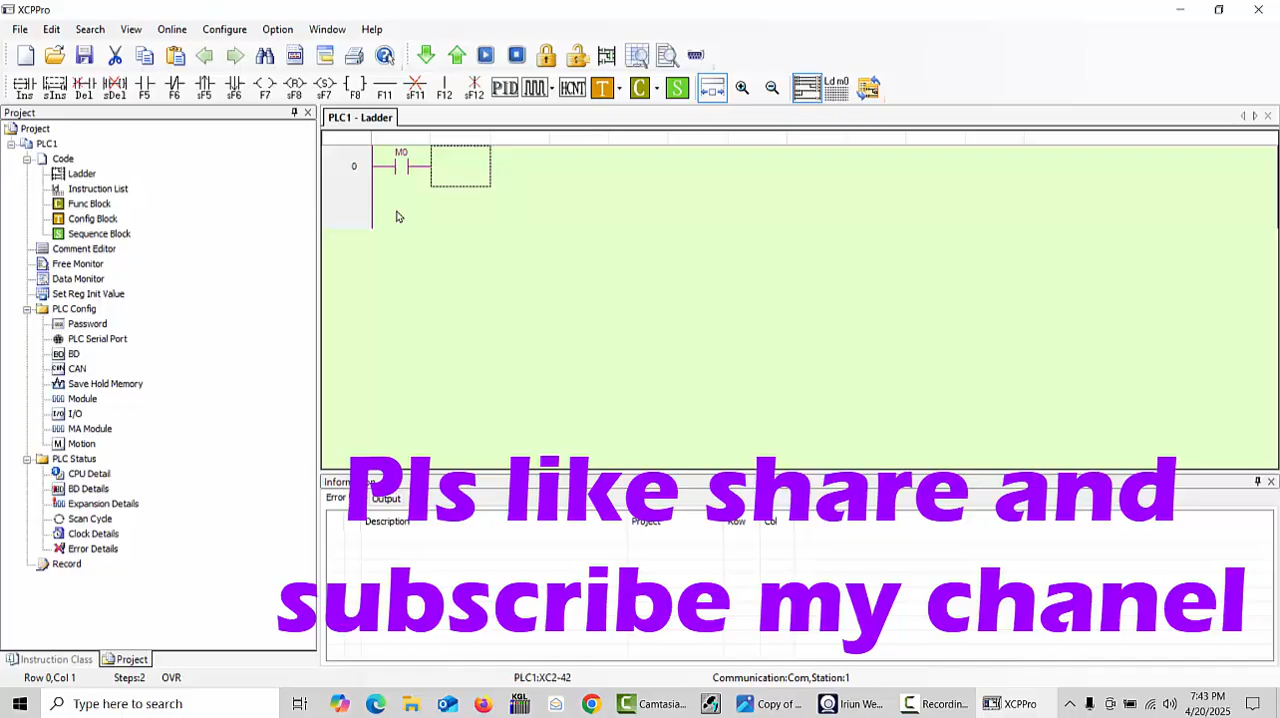 XCPPro
File Edit Search View Online Configure Option Window Help
Ins sIns Del sDel F5 F6 sF5 sF6 F7 sF8 sF7 F8 F11 sF11 F12 sF12 PID HCNT T C S Ld m0
Project
PLC1 - Ladder
Project
PLC1
Code
Ladder
Instruction List
Func Block
Config Block
Sequence Block
Comment Editor
Free Monitor
Data Monitor
Set Reg Init Value
PLC Config
Password
PLC Serial Port
BD
CAN
Save Hold Memory
Module
I/O
MA Module
Motion
PLC Status
CPU Detail
BD Details
Expansion Details
Scan Cycle
Clock Details
Error Details
Record
M0
0
Error Output
Description Project Row Col
Pls like share and
subscribe my chanel
Instruction Class Project
Row 0,Col 1 Steps:2 OVR PLC1:XC2-42 Communication:Com,Station:1
Type here to search
KGL
Camtasia...
Copy of ...
Iriun We...
Recordin...
XCPPro
7:43 PM
4/20/2025